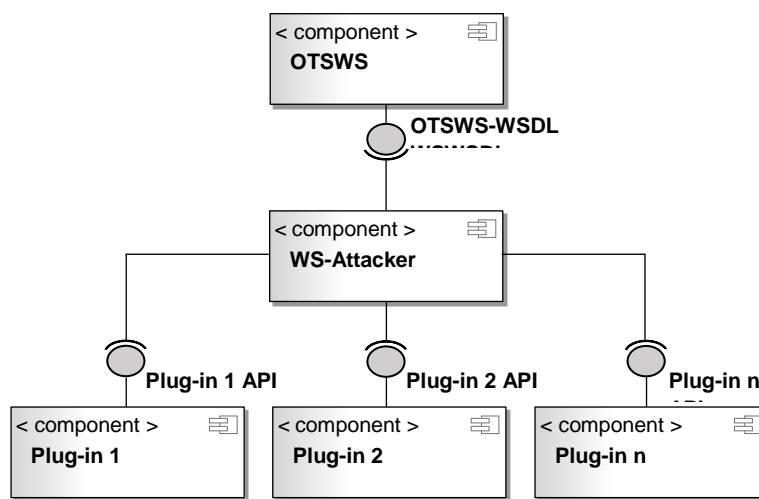 < component >
OTSWS
OTSWS-WSDL
< component >
WS-Attacker
Plug-in 1 API
Plug-in 2 API
Plug-in n
< component >
Plug-in 1
< component >
Plug-in 2
< component >
Plug-in n